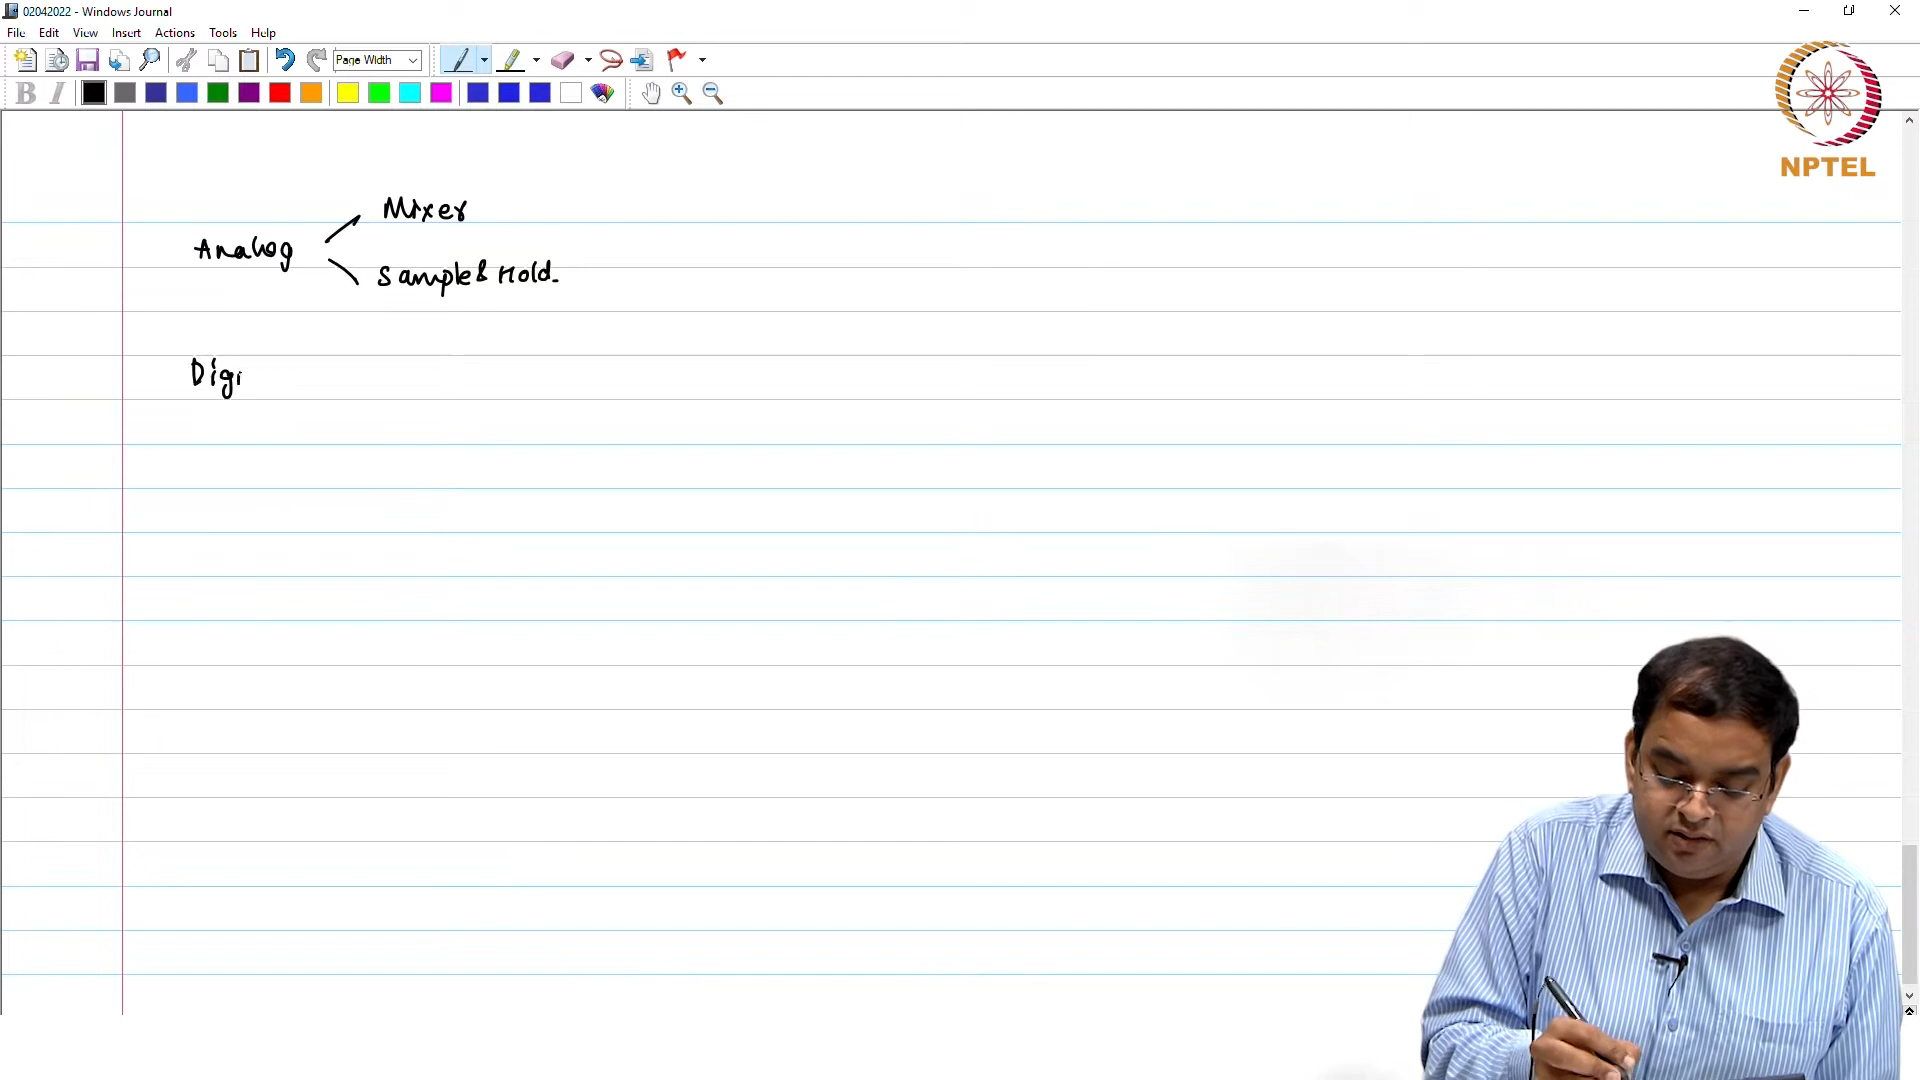 02042022 - Windows Journal
File Edit View Insert Actions Tools Help
Page Width
B I
NPTEL
Mixer
Analog
Sample & Hold.
Digi